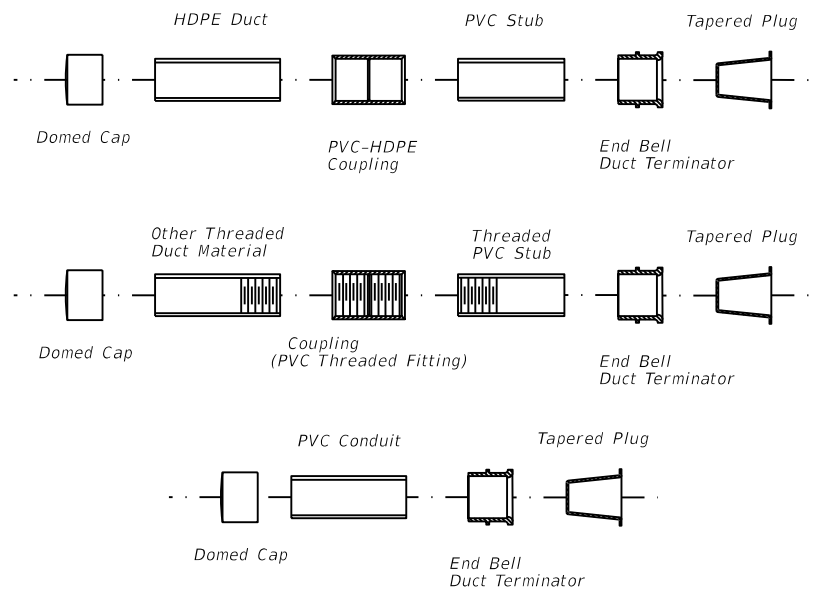 HDPE Duct
PVC Stub
Tapered Plug
Domed Cap
PVC-HDPE
Coupling
End Bell
Duct Terminator
Other Threaded
Duct Material
Threaded
PVC Stub
Tapered Plug
Domed Cap
Coupling
(PVC Threaded Fitting)
End Bell
Duct Terminator
PVC Conduit
Tapered Plug
Domed Cap
End Bell
Duct Terminator